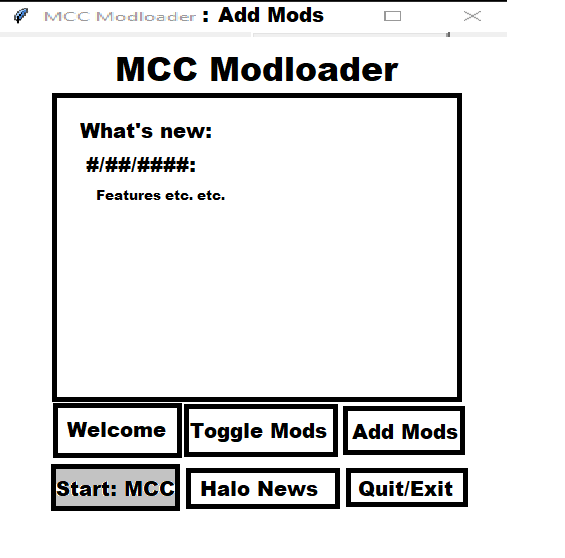 MCC Modloader : Add Mods
MCC Modloader
What's new:
#/##/####:
Features etc. etc.
Welcome Toggle Mods Add Mods
Start: MCC Halo News Quit/Exit